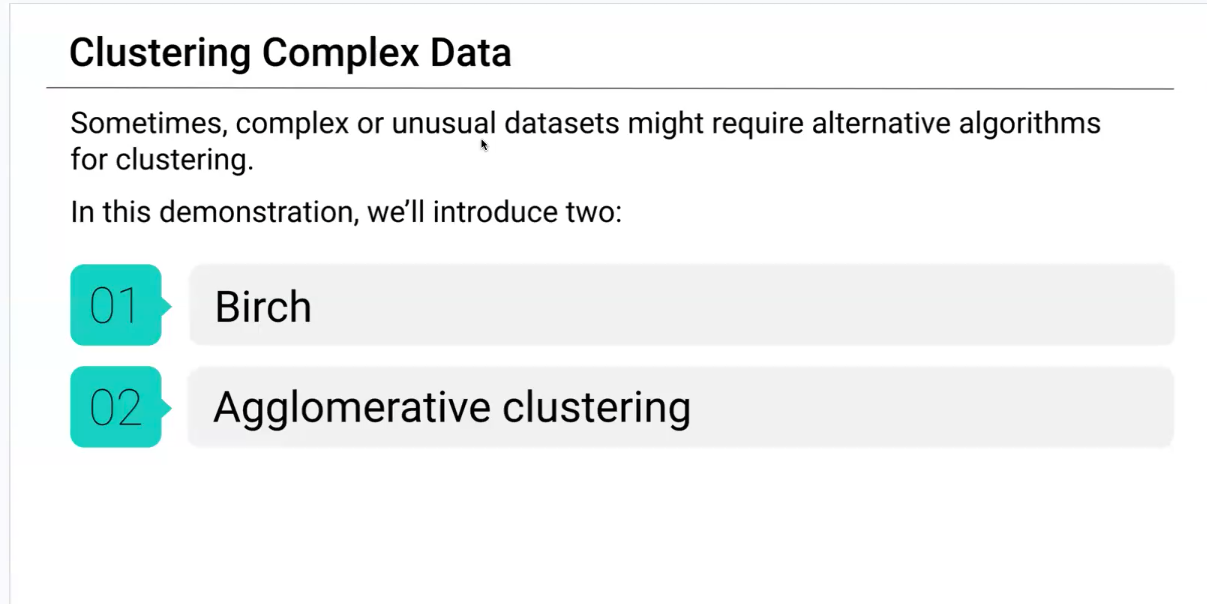 Clustering Complex Data
Sometimes, complex or unusual datasets might require alternative algorithms
for clustering.
In this demonstration, we’ll introduce two:
01
Birch
02
Agglomerative clustering